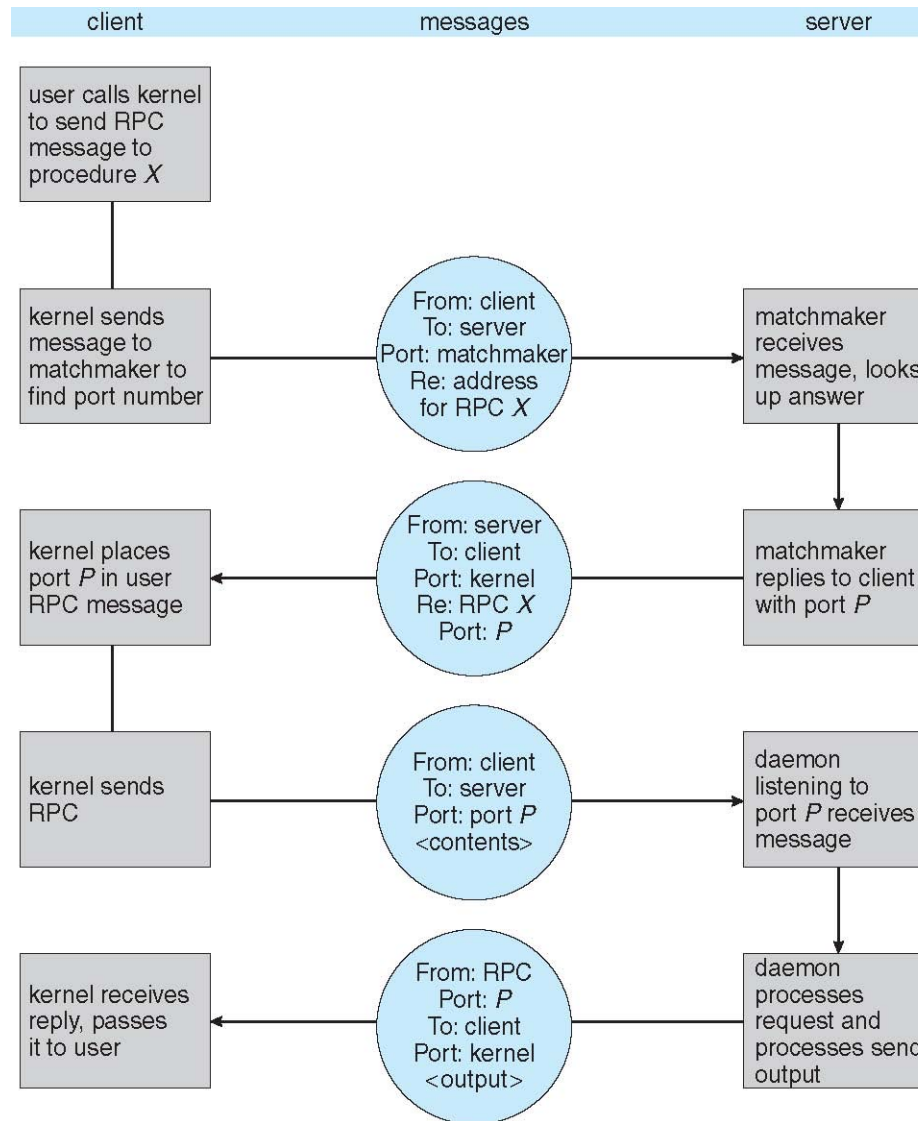 client messages server
user calls kernel
to send RPC
message to
procedure X
kernel sends
message to
matchmaker to
find port number
From: client
To: server
Port: matchmaker
Re: address
for RPC X
matchmaker
receives
message, looks
up answer
kernel places
port P in user
RPC message
From: server
To: client
Port: kernel
Re: RPC X
Port: P
matchmaker
replies to client
with port P
kernel sends
RPC
From: client
To: server
Port: port P
<contents>
daemon
listening to
port P receives
message
kernel receives
reply, passes
it to user
From: RPC
Port: P
To: client
Port: kernel
<output>
daemon
processes
request and
processes send
output